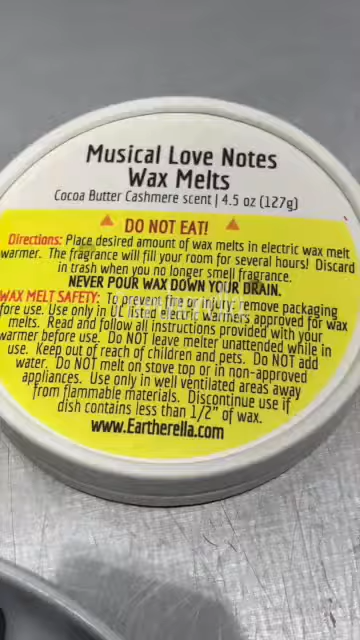 Musical Love Notes
Wax Melts
Cocoa Butter Cashmere scent | 4.5 oz (127g)
DO NOT EAT!
Directions: Place desired amount of wax melts in electric wax melt
warmer. The fragrance will fill your room for several hours! Discard
in trash when you no longer smell fragrance.
NEVER POUR WAX DOWN YOUR DRAIN.
WAX MELT SAFETY: To prevent fire or injury, remove packaging
before use. Use only in UC listed electric warmers approved for wax
melts. Read and follow all instructions provided with your
warmer before use. Do NOT leave melter unattended while in
use. Keep out of reach of children and pets. Do NOT add
water. Do NOT melt on stove top or in non-approved
appliances. Use only in well ventilated areas away
from flammable materials. Discontinue use if
dish contains less than 1/2" of wax.
www.Eartherella.com